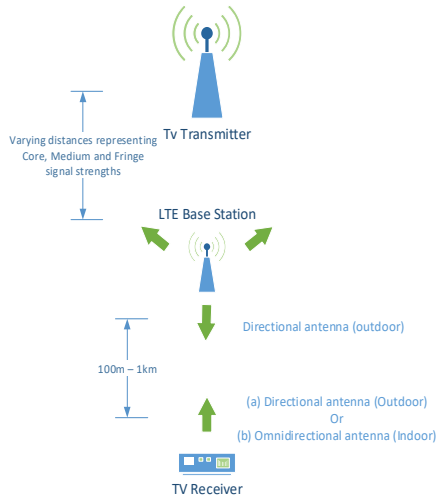 Tv Transmitter
Varying distances representing
Core, Medium and Fringe
signal strengths
LTE Base Station
Directional antenna (outdoor)
100m – 1km
(a) Directional antenna (Outdoor)
Or
(b) Omnidirectional antenna (Indoor)
TV Receiver